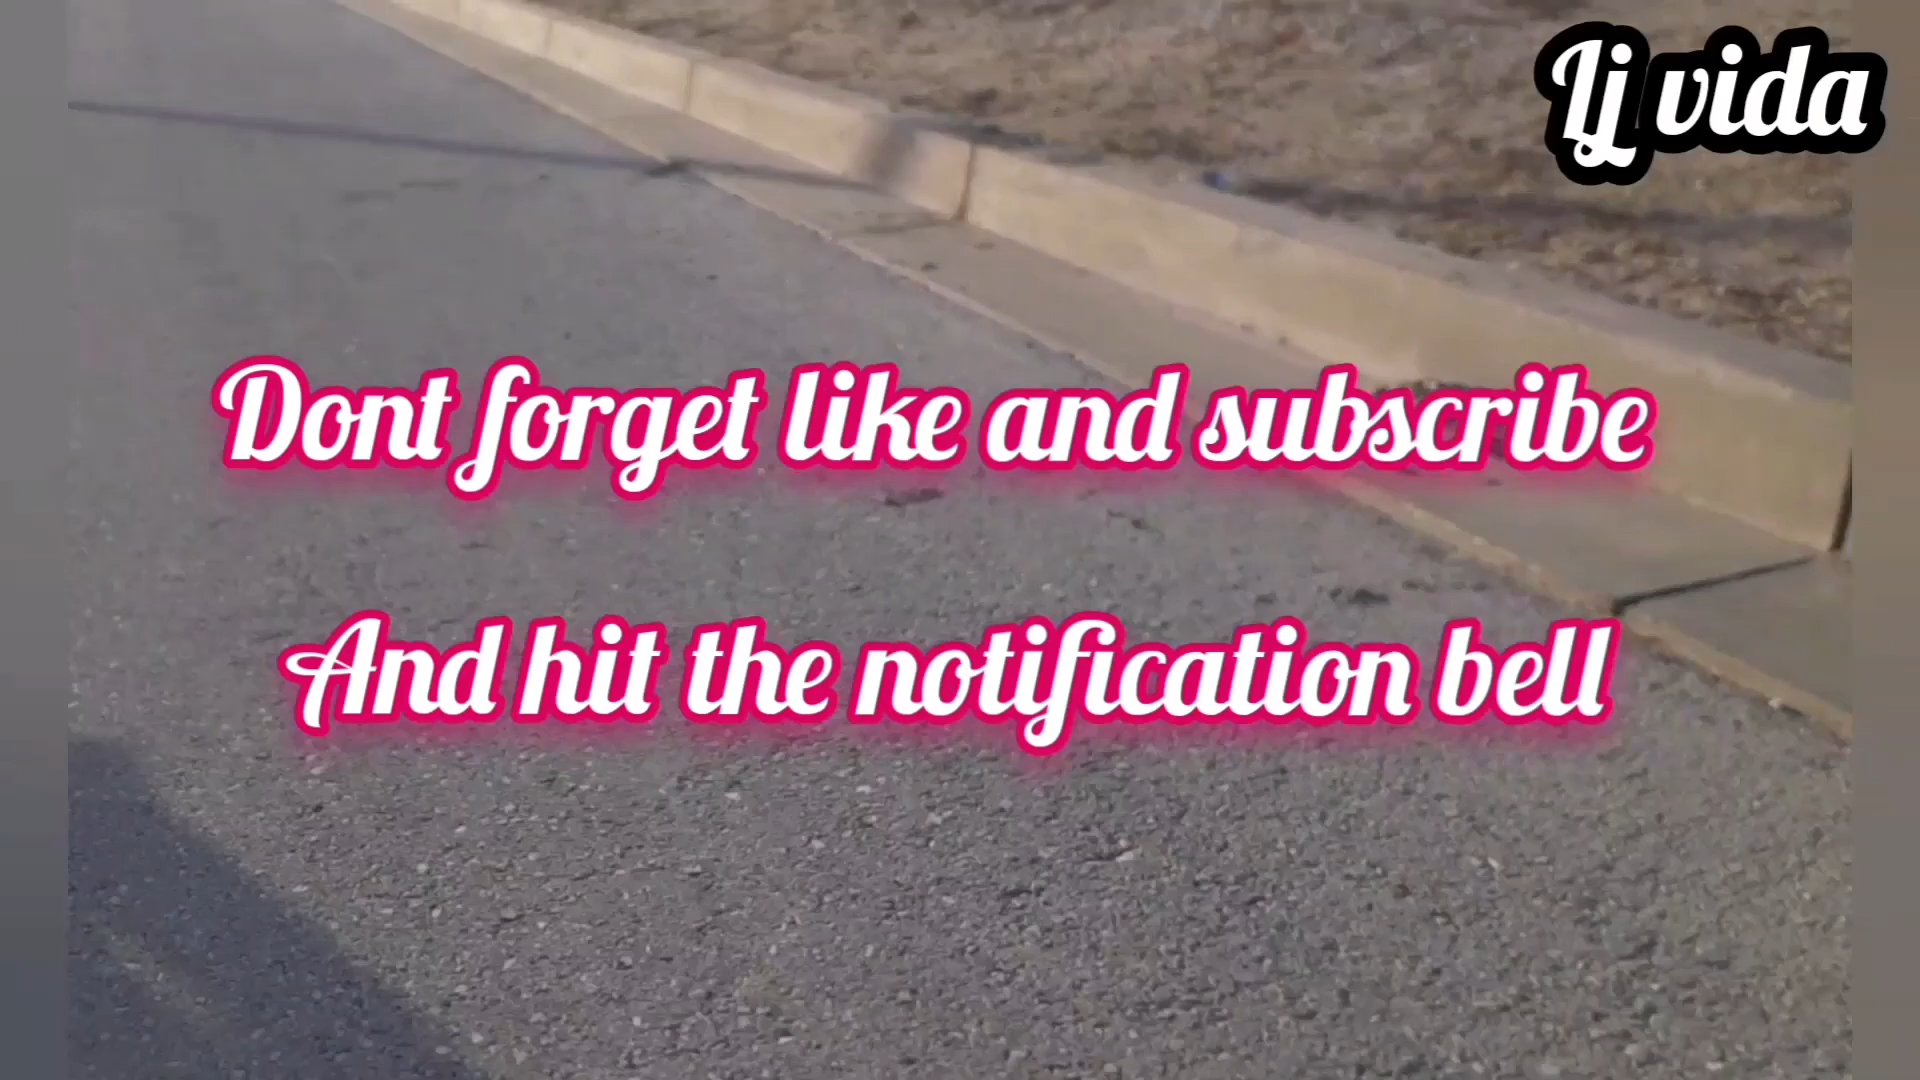 Lj vida
Dont forget like and subscribe
And hit the notification bell